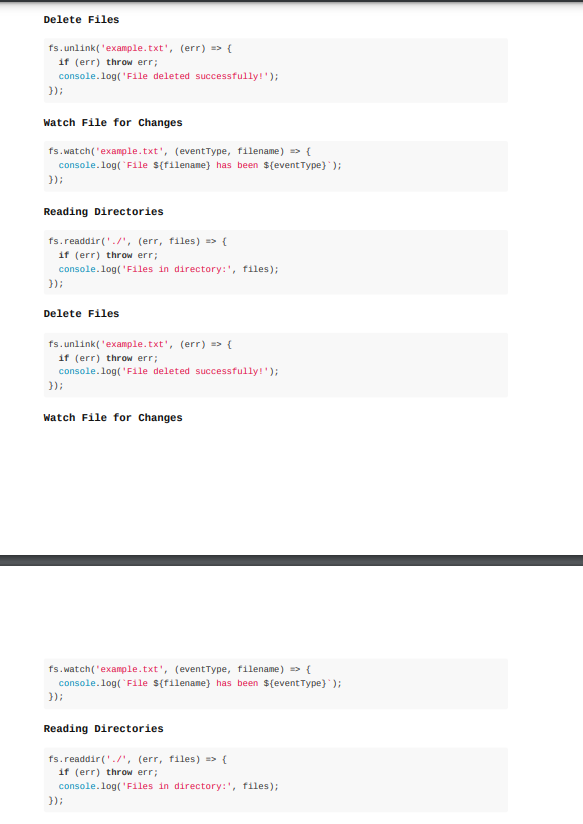 Delete Files
fs.unlink('example.txt', (err) => {
  if (err) throw err;
  console.log('File deleted successfully!');
});
Watch File for Changes
fs.watch('example.txt', (eventType, filename) => {
  console.log(`File ${filename} has been ${eventType}`);
});
Reading Directories
fs.readdir('./', (err, files) => {
  if (err) throw err;
  console.log('Files in directory:', files);
});
Delete Files
fs.unlink('example.txt', (err) => {
  if (err) throw err;
  console.log('File deleted successfully!');
});
Watch File for Changes
fs.watch('example.txt', (eventType, filename) => {
  console.log(`File ${filename} has been ${eventType}`);
});
Reading Directories
fs.readdir('./', (err, files) => {
  if (err) throw err;
  console.log('Files in directory:', files);
});